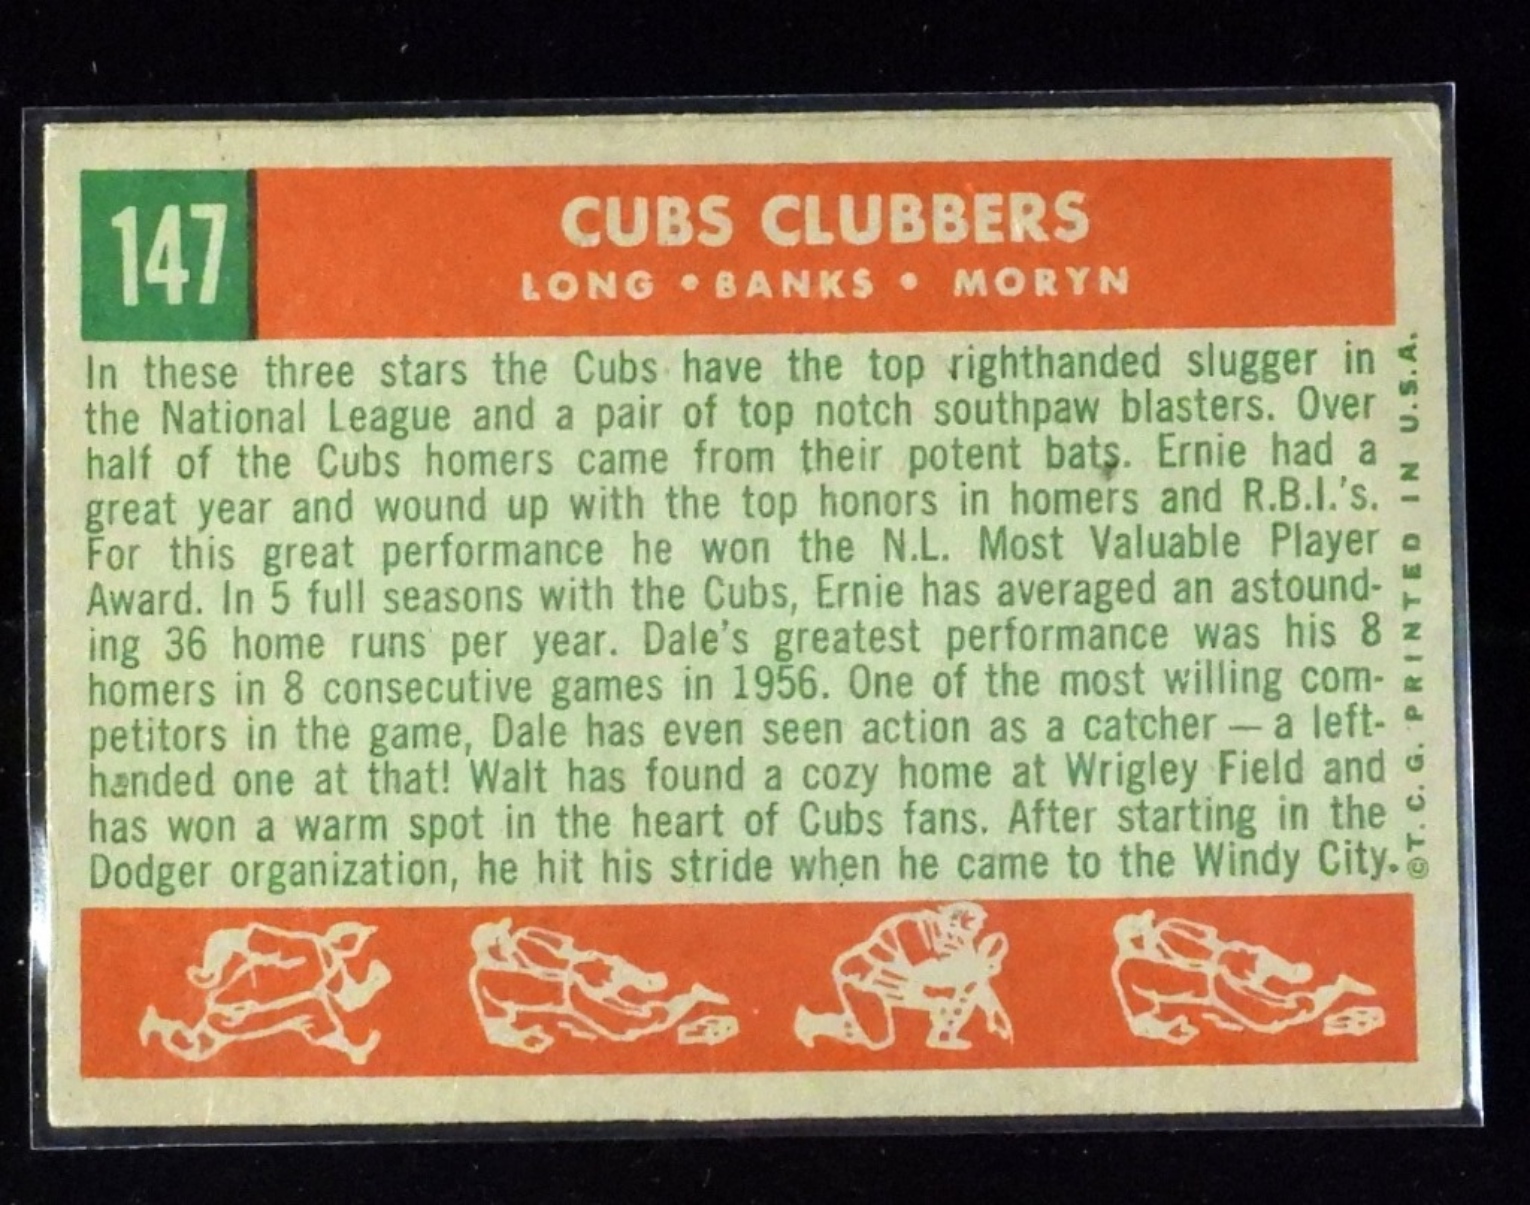 147
CUBS CLUBBERS
LONG • BANKS • MORYN
In these three stars the Cubs have the top righthanded slugger in
the National League and a pair of top notch southpaw blasters. Over
half of the Cubs homers came from their potent bats. Ernie had a
great year and wound up with the top honors in homers and R.B.I.'s.
For this great performance he won the N.L. Most Valuable Player
Award. In 5 full seasons with the Cubs, Ernie has averaged an astound-
ing 36 home runs per year. Dale's greatest performance was his 8
homers in 8 consecutive games in 1956. One of the most willing com-
petitors in the game, Dale has even seen action as a catcher — a left-
handed one at that! Walt has found a cozy home at Wrigley Field and
has won a warm spot in the heart of Cubs fans. After starting in the
Dodger organization, he hit his stride when he came to the Windy City.
©T.C.G. PRINTED IN U.S.A.